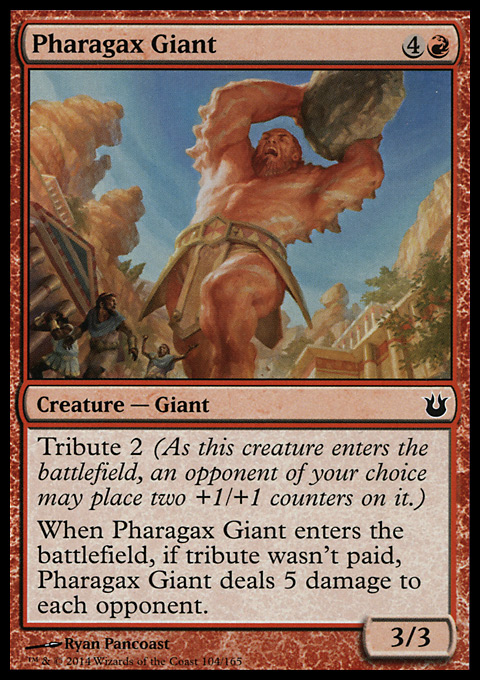 Pharagax Giant 4
Creature — Giant
Tribute 2 (As this creature enters the
battlefield, an opponent of your choice
may place two +1/+1 counters on it.)
When Pharagax Giant enters the
battlefield, if tribute wasn't paid,
Pharagax Giant deals 5 damage to
each opponent.
Ryan Pancoast
3/3
™ & © 2014 Wizards of the Coast 104/165